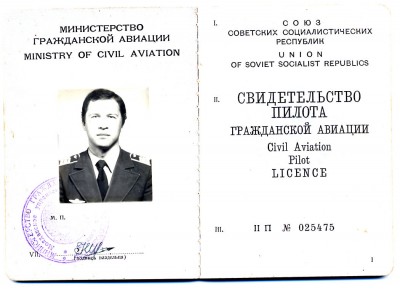 МИНИСТЕРСТВО
ГРАЖДАНСКОЙ АВИАЦИИ
MINISTRY OF CIVIL AVIATION
М. П.
VII.
(подпись владельца)
I.
СОЮЗ
СОВЕТСКИХ СОЦИАЛИСТИЧЕСКИХ
РЕСПУБЛИК
UNION
OF SOVIET SOCIALIST REPUBLICS
II.
СВИДЕТЕЛЬСТВО
ПИЛОТА
ГРАЖДАНСКОЙ АВИАЦИИ
Civil Aviation
Pilot
LICENCE
III.
II П № 025475
1